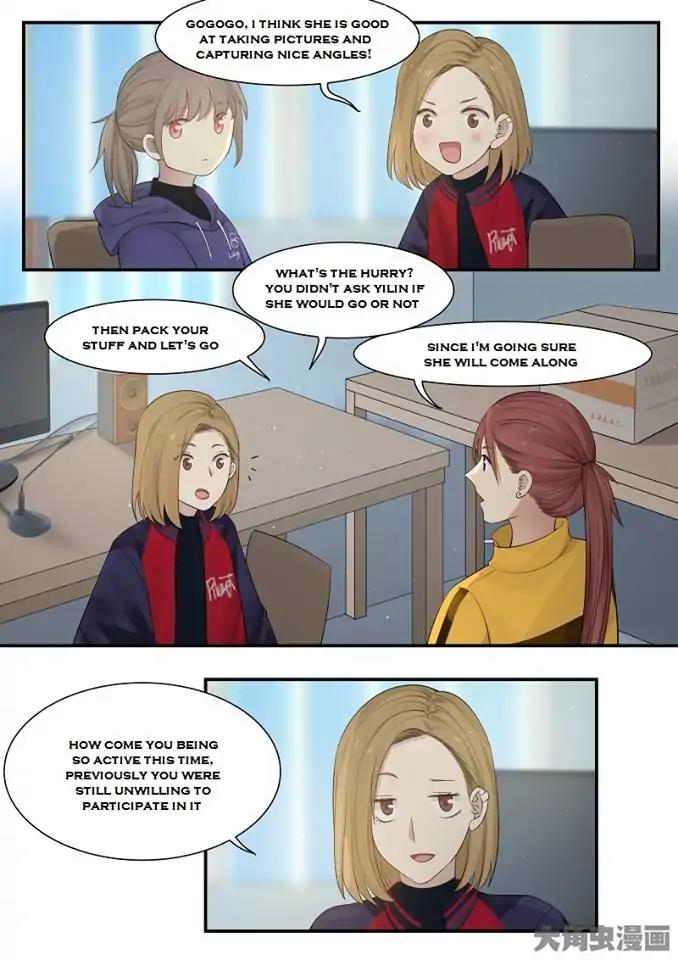 GOGOGO, I THINK SHE IS GOOD
AT TAKING PICTURES AND
CAPTURING NICE ANGLES!
WHAT'S THE HURRY?
YOU DIDN'T ASK YILIN IF
SHE WOULD GO OR NOT
THEN PACK YOUR
STUFF AND LET'S GO
SINCE I'M GOING SURE
SHE WILL COME ALONG
HOW COME YOU BEING
SO ACTIVE THIS TIME,
PREVIOUSLY YOU WERE
STILL UNWILLING TO
PARTICIPATE IN IT
大角虫漫画